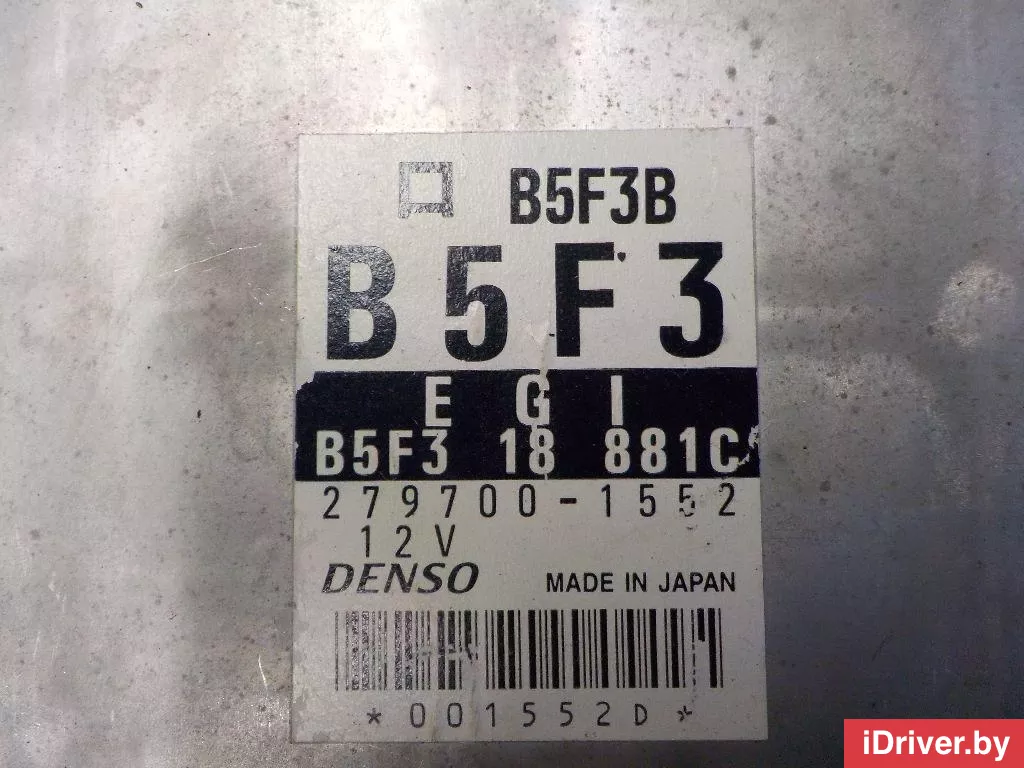 B5F3B
B5F3
EGI
B5F3 18 881C
279700-1552
12V
DENSO MADE IN JAPAN
*001552D*
iDriver.by